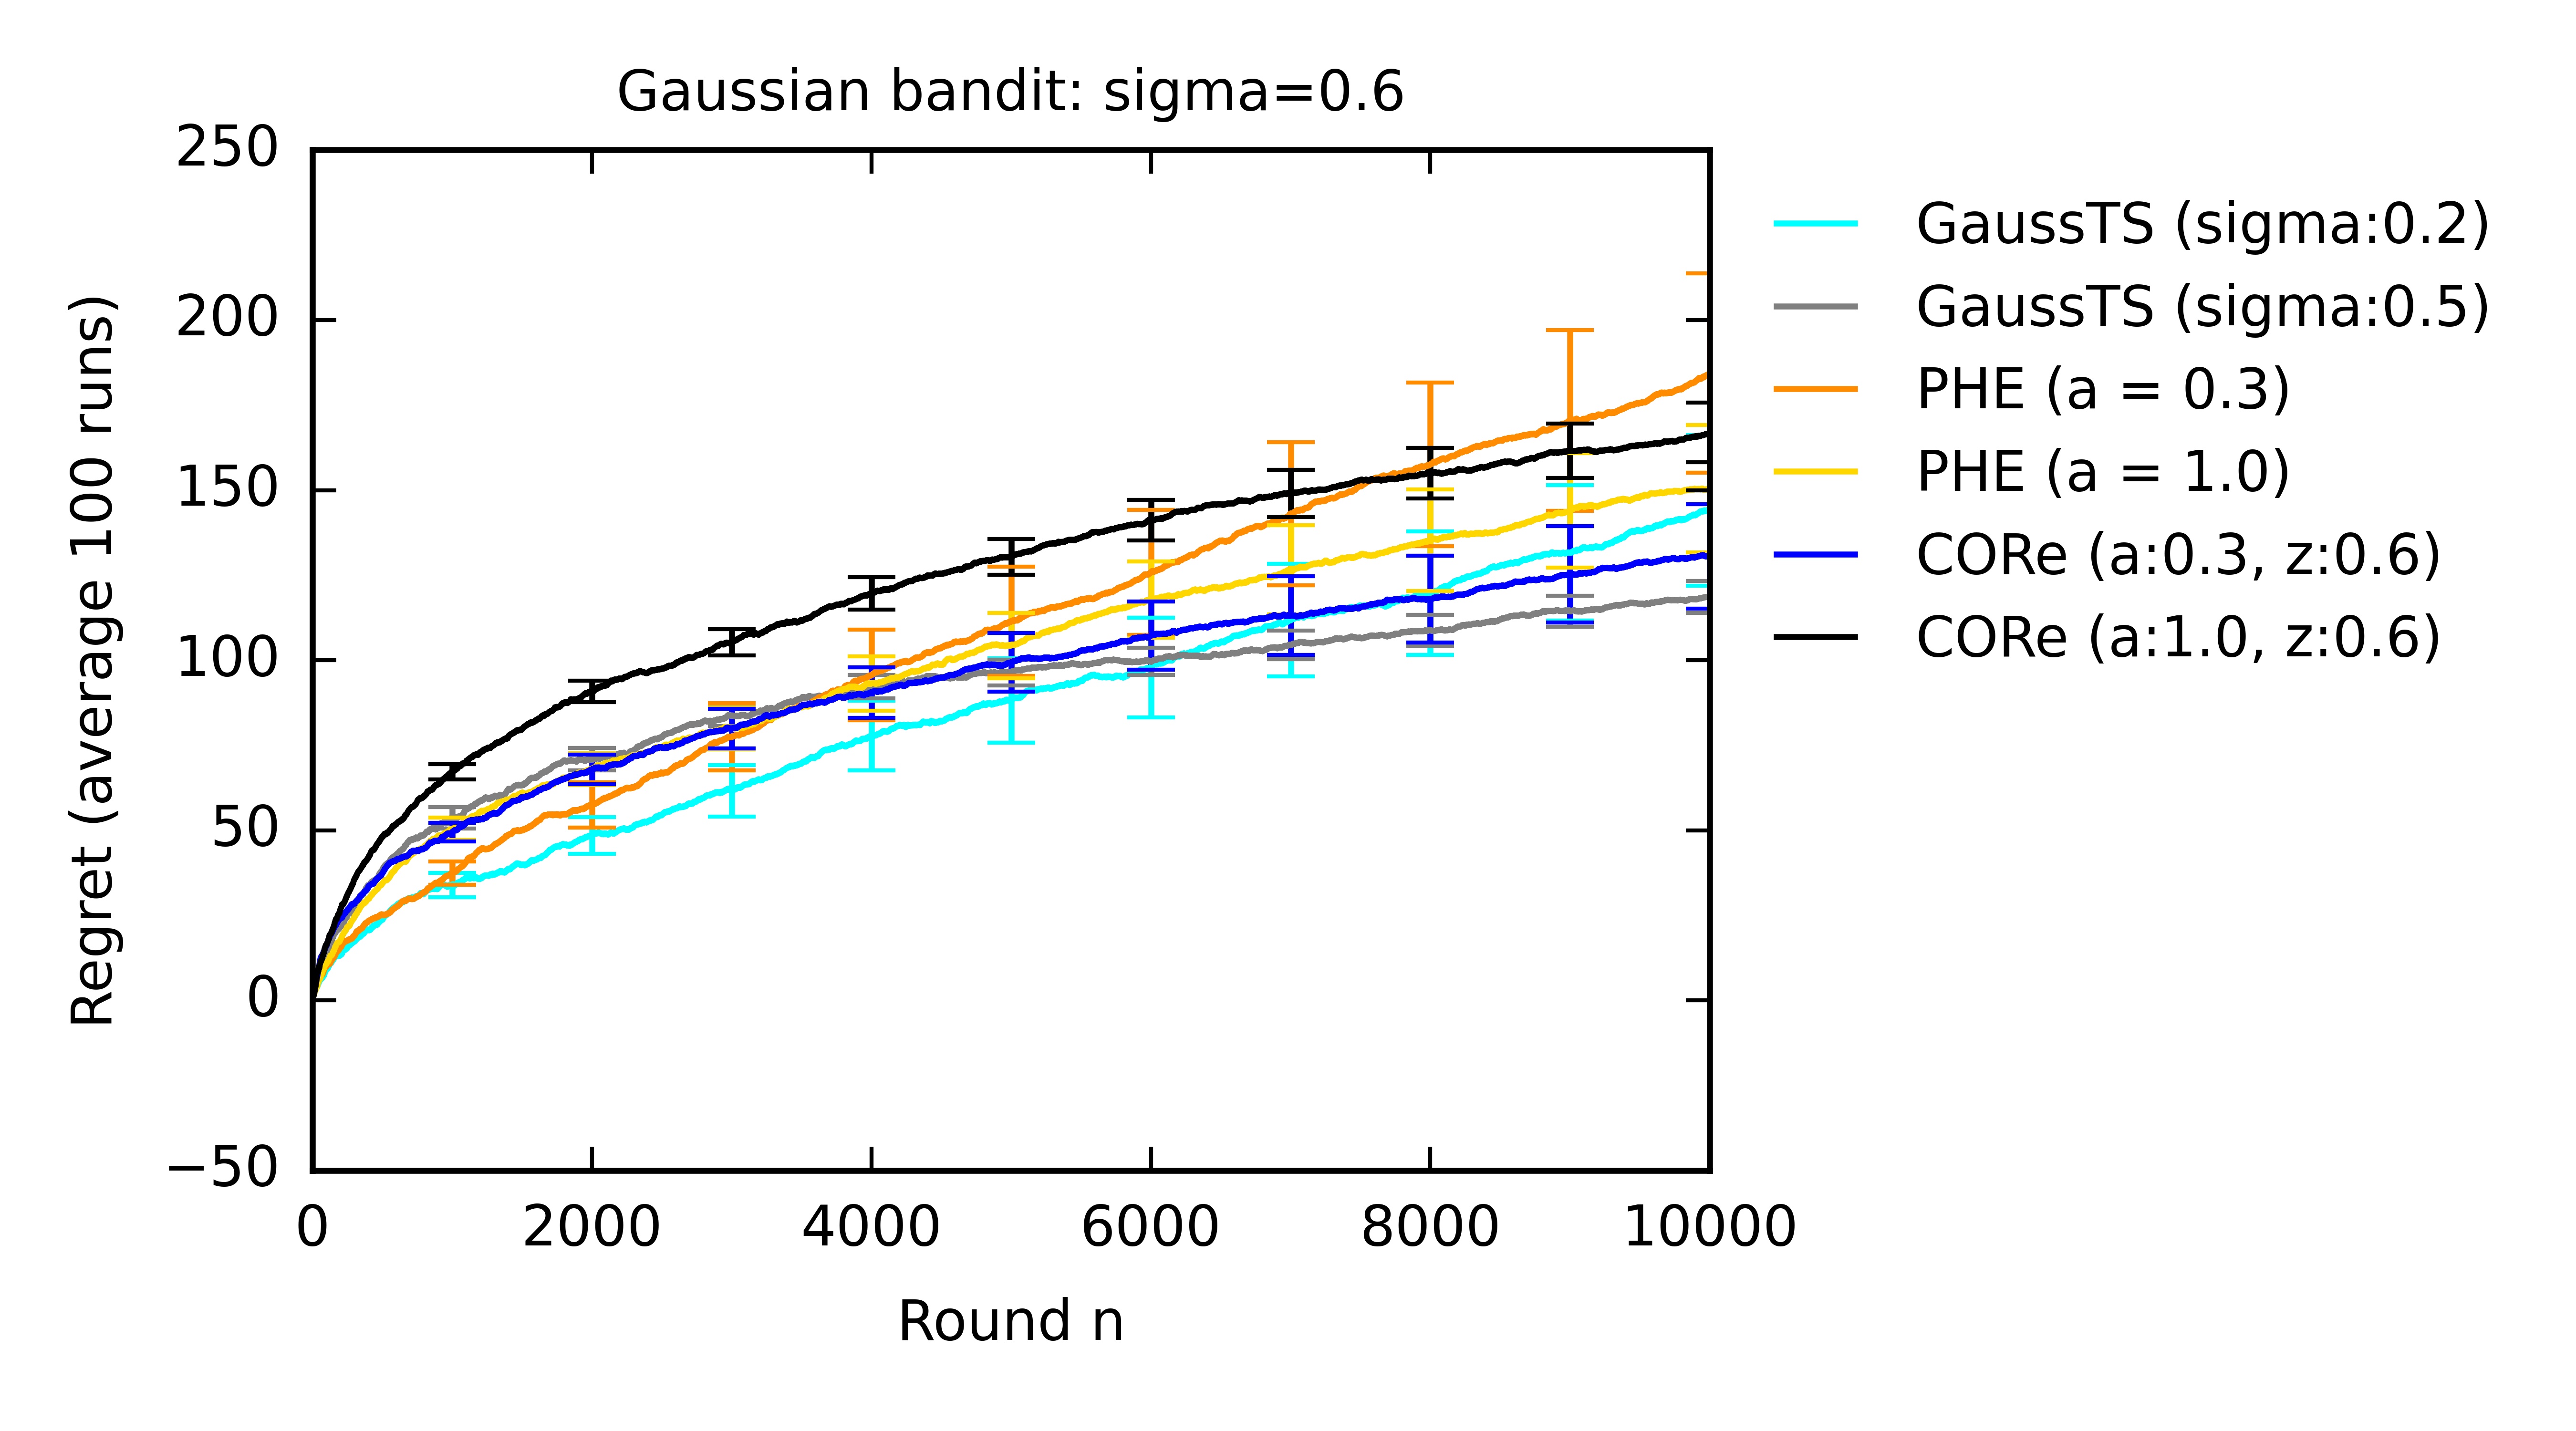 Gaussian bandit: sigma=0.6
250
200
150
100
50
0
−50
Regret (average 100 runs)
0 2000 4000 6000 8000 10000
Round n
GaussTS (sigma:0.2)
GaussTS (sigma:0.5)
PHE (a = 0.3)
PHE (a = 1.0)
CORe (a:0.3, z:0.6)
CORe (a:1.0, z:0.6)